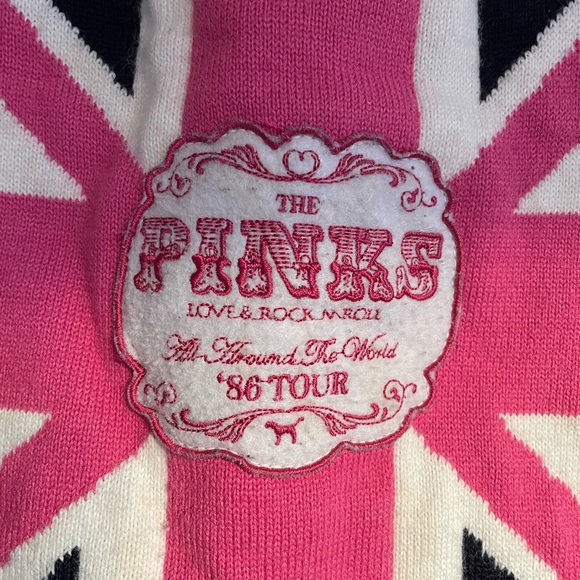 THE
PINKS
LOVE & ROCK N ROLL
All Around The World
'86 TOUR